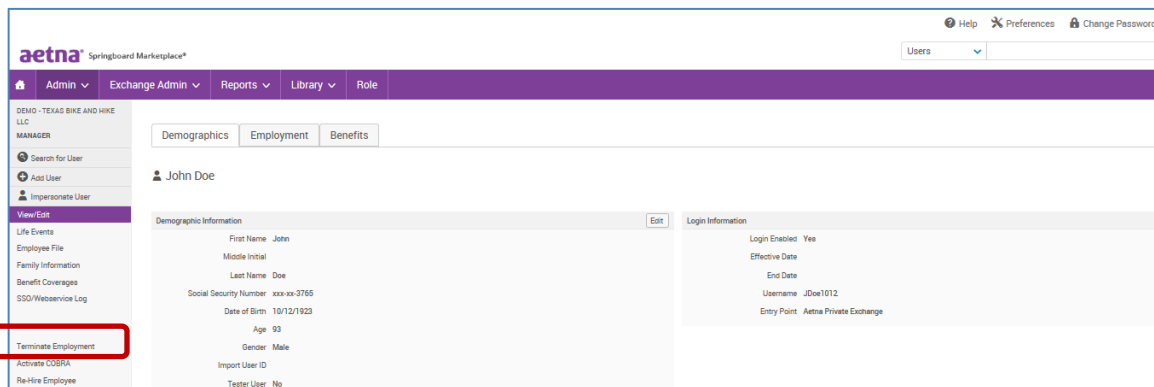 Help Preferences Change Password
aetna Springboard Marketplace® Users
Admin Exchange Admin Reports Library Role
DEMO - TEXAS BIKE AND HIKE
LLC
MANAGER
Search for User
Add User
Impersonate User
View/Edit
Life Events
Employee File
Family Information
Benefit Coverages
SSO/Webservice Log
Terminate Employment
Activate COBRA
Re-Hire Employee
Demographics Employment Benefits
John Doe
Demographic Information Edit
First Name John
Middle Initial
Last Name Doe
Social Security Number xxx-xx-3765
Date of Birth 10/12/1923
Age 93
Gender Male
Import User ID
Tester User No
Login Information
Login Enabled Yes
Effective Date
End Date
Username JDoe1012
Entry Point Aetna Private Exchange